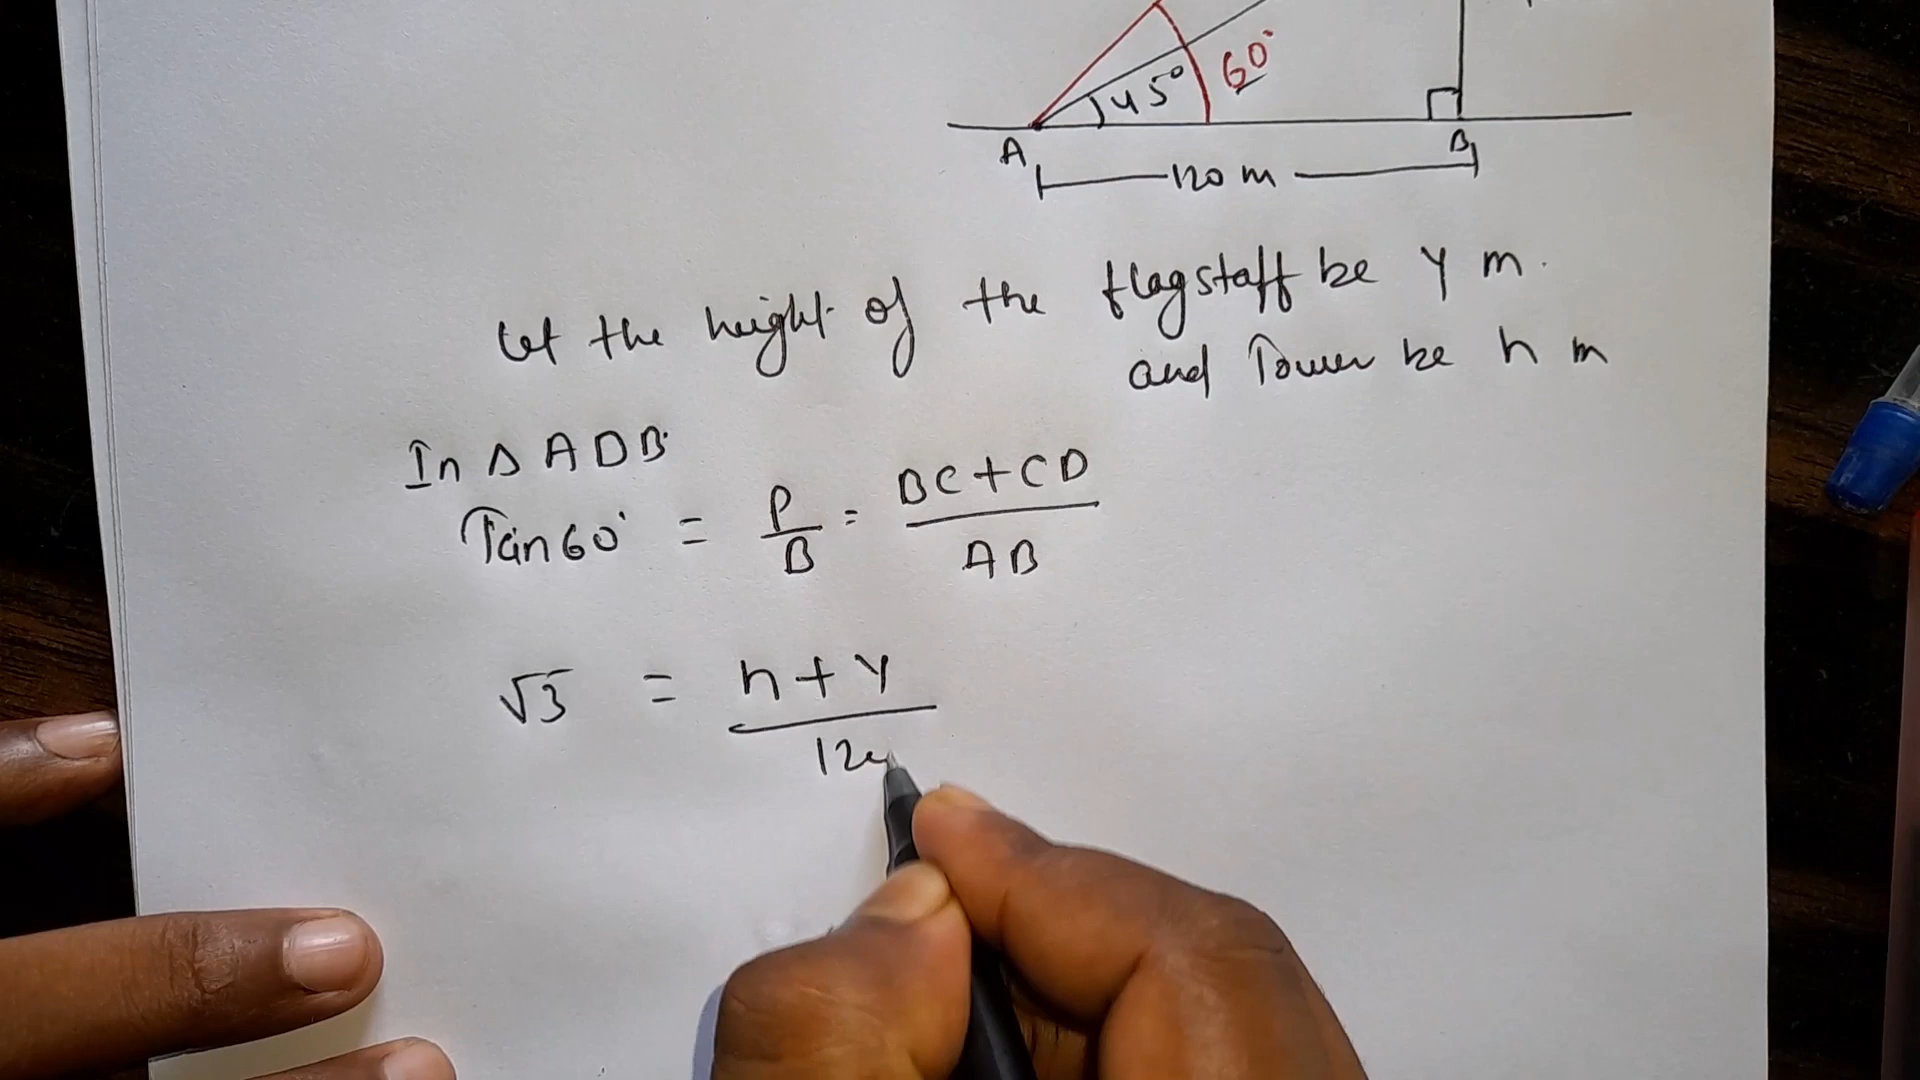 60°
45°
A B
120 m
Let the height of the flagstaff be y m.
and Tower be h m
In Δ ADB
Tan60° = P/B = BC+CD/AB
√3 = h+y/120